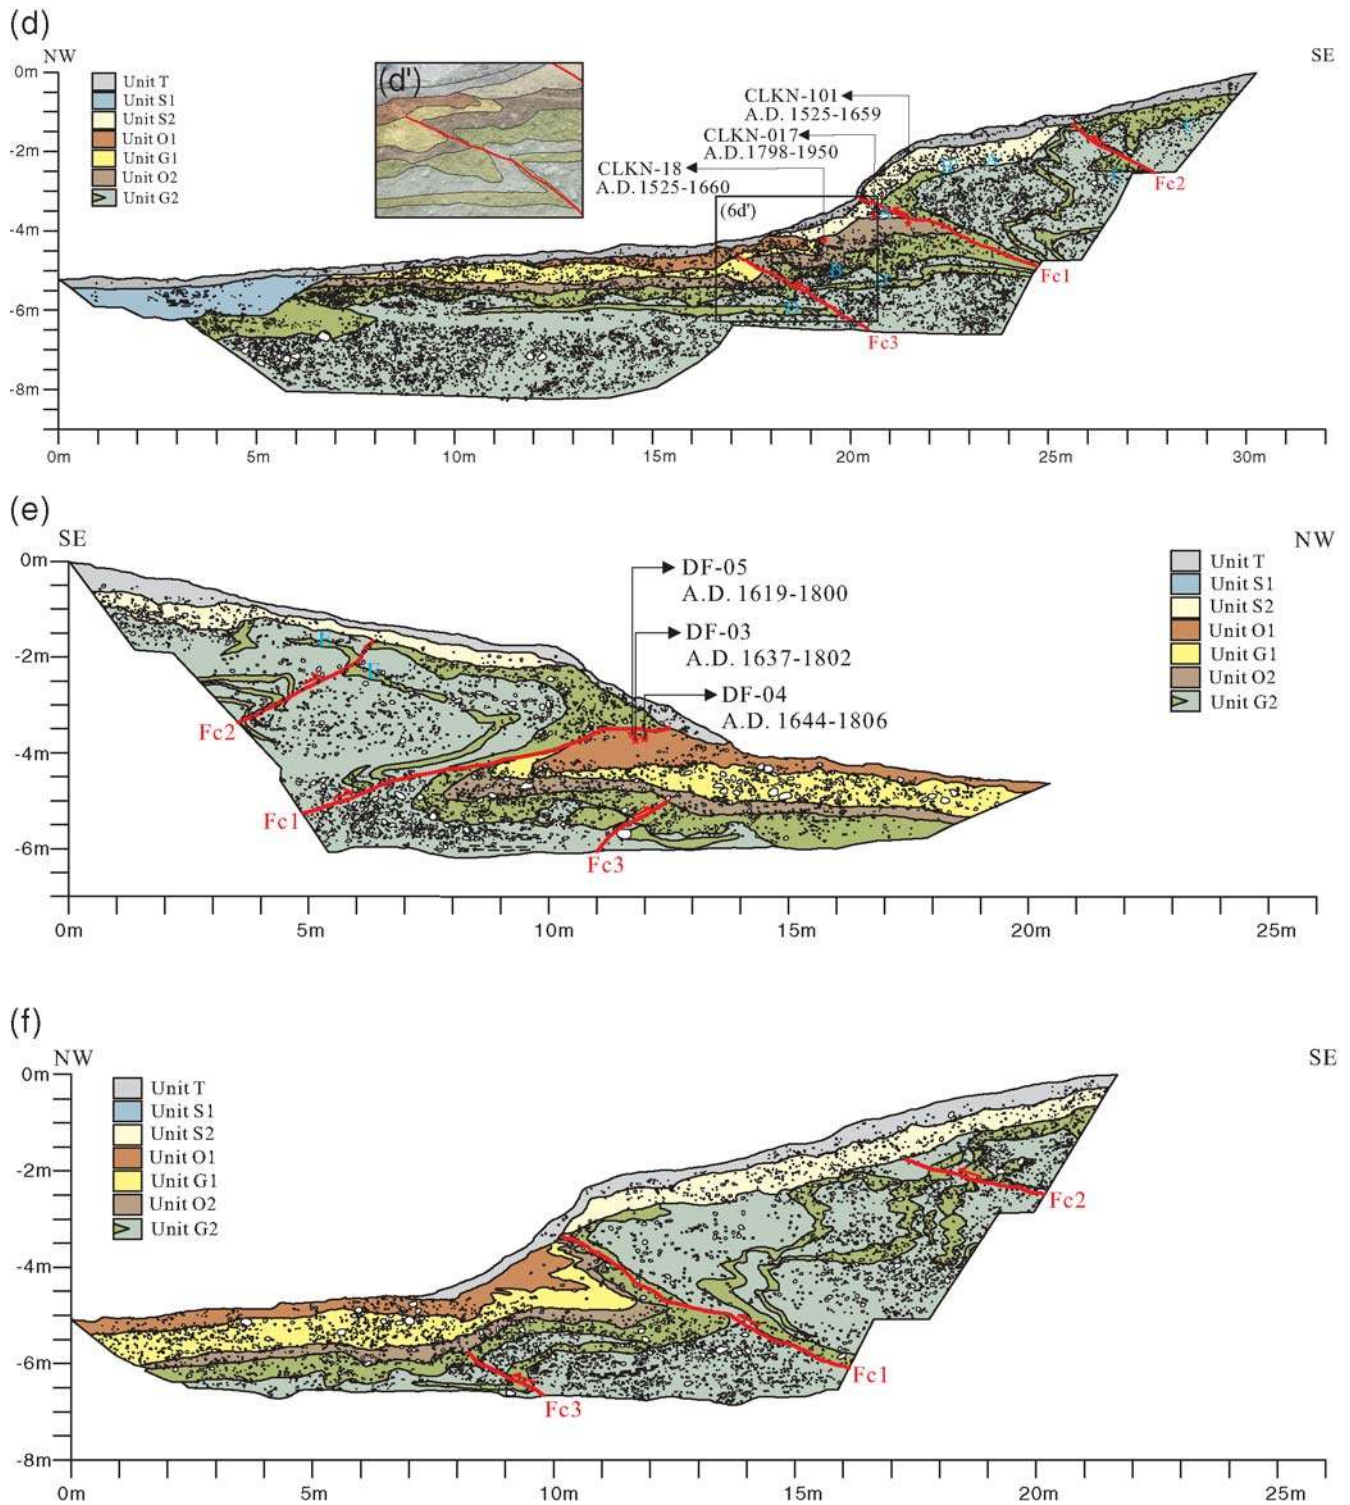 (d)
NW
SE
(d')
Unit T
Unit S1
Unit S2
Unit O1
Unit G1
Unit O2
Unit G2
CLKN-101
A.D. 1525-1659
CLKN-017
A.D. 1798-1950
CLKN-18
A.D. 1525-1660
(6d')
Fc2
Fc1
Fc3
0m
-2m
-4m
-6m
-8m
0m 5m 10m 15m 20m 25m 30m
(e)
SE
NW
DF-05
A.D. 1619-1800
DF-03
A.D. 1637-1802
DF-04
A.D. 1644-1806
Unit T
Unit S1
Unit S2
Unit O1
Unit G1
Unit O2
Unit G2
F
F
Fc2
Fc1
Fc3
0m
-2m
-4m
-6m
0m 5m 10m 15m 20m 25m
(f)
NW
SE
Unit T
Unit S1
Unit S2
Unit O1
Unit G1
Unit O2
Unit G2
Fc2
Fc1
Fc3
0m
-2m
-4m
-6m
-8m
0m 5m 10m 15m 20m 25m